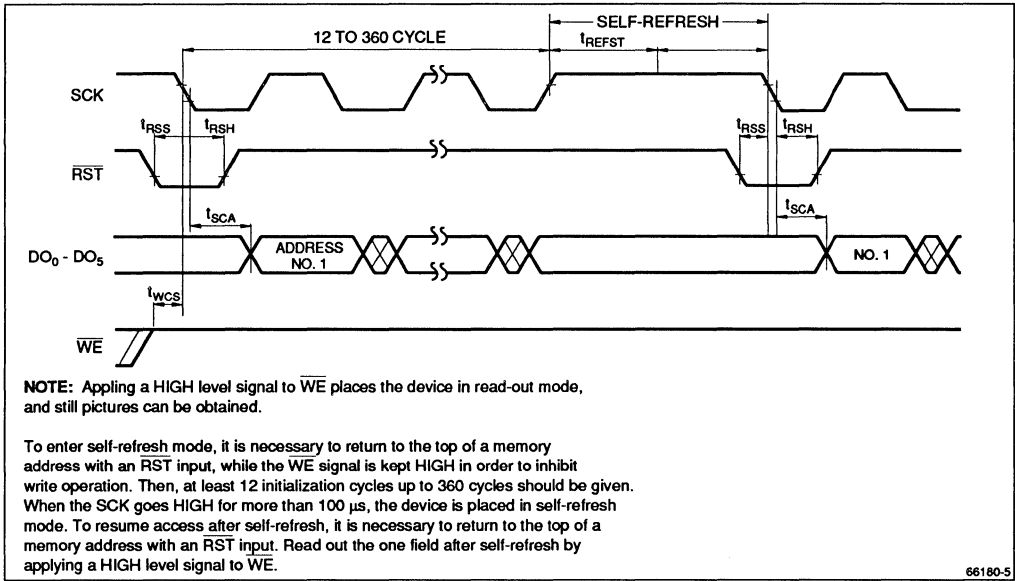 SELF-REFRESH
12 TO 360 CYCLE
tREFST
SCK
tRSS tRSH tRSS tRSH
RST
tSCA tSCA
DO0 - DO5
ADDRESS
NO. 1
NO. 1
tWCS
WE
NOTE: Appling a HIGH level signal to WE places the device in read-out mode,
and still pictures can be obtained.
To enter self-refresh mode, it is necessary to return to the top of a memory
address with an RST input, while the WE signal is kept HIGH in order to inhibit
write operation. Then, at least 12 initialization cycles up to 360 cycles should be given.
When the SCK goes HIGH for more than 100 µs, the device is placed in self-refresh
mode. To resume access after self-refresh, it is necessary to return to the top of a
memory address with an RST input. Read out the one field after self-refresh by
applying a HIGH level signal to WE.
66180-5